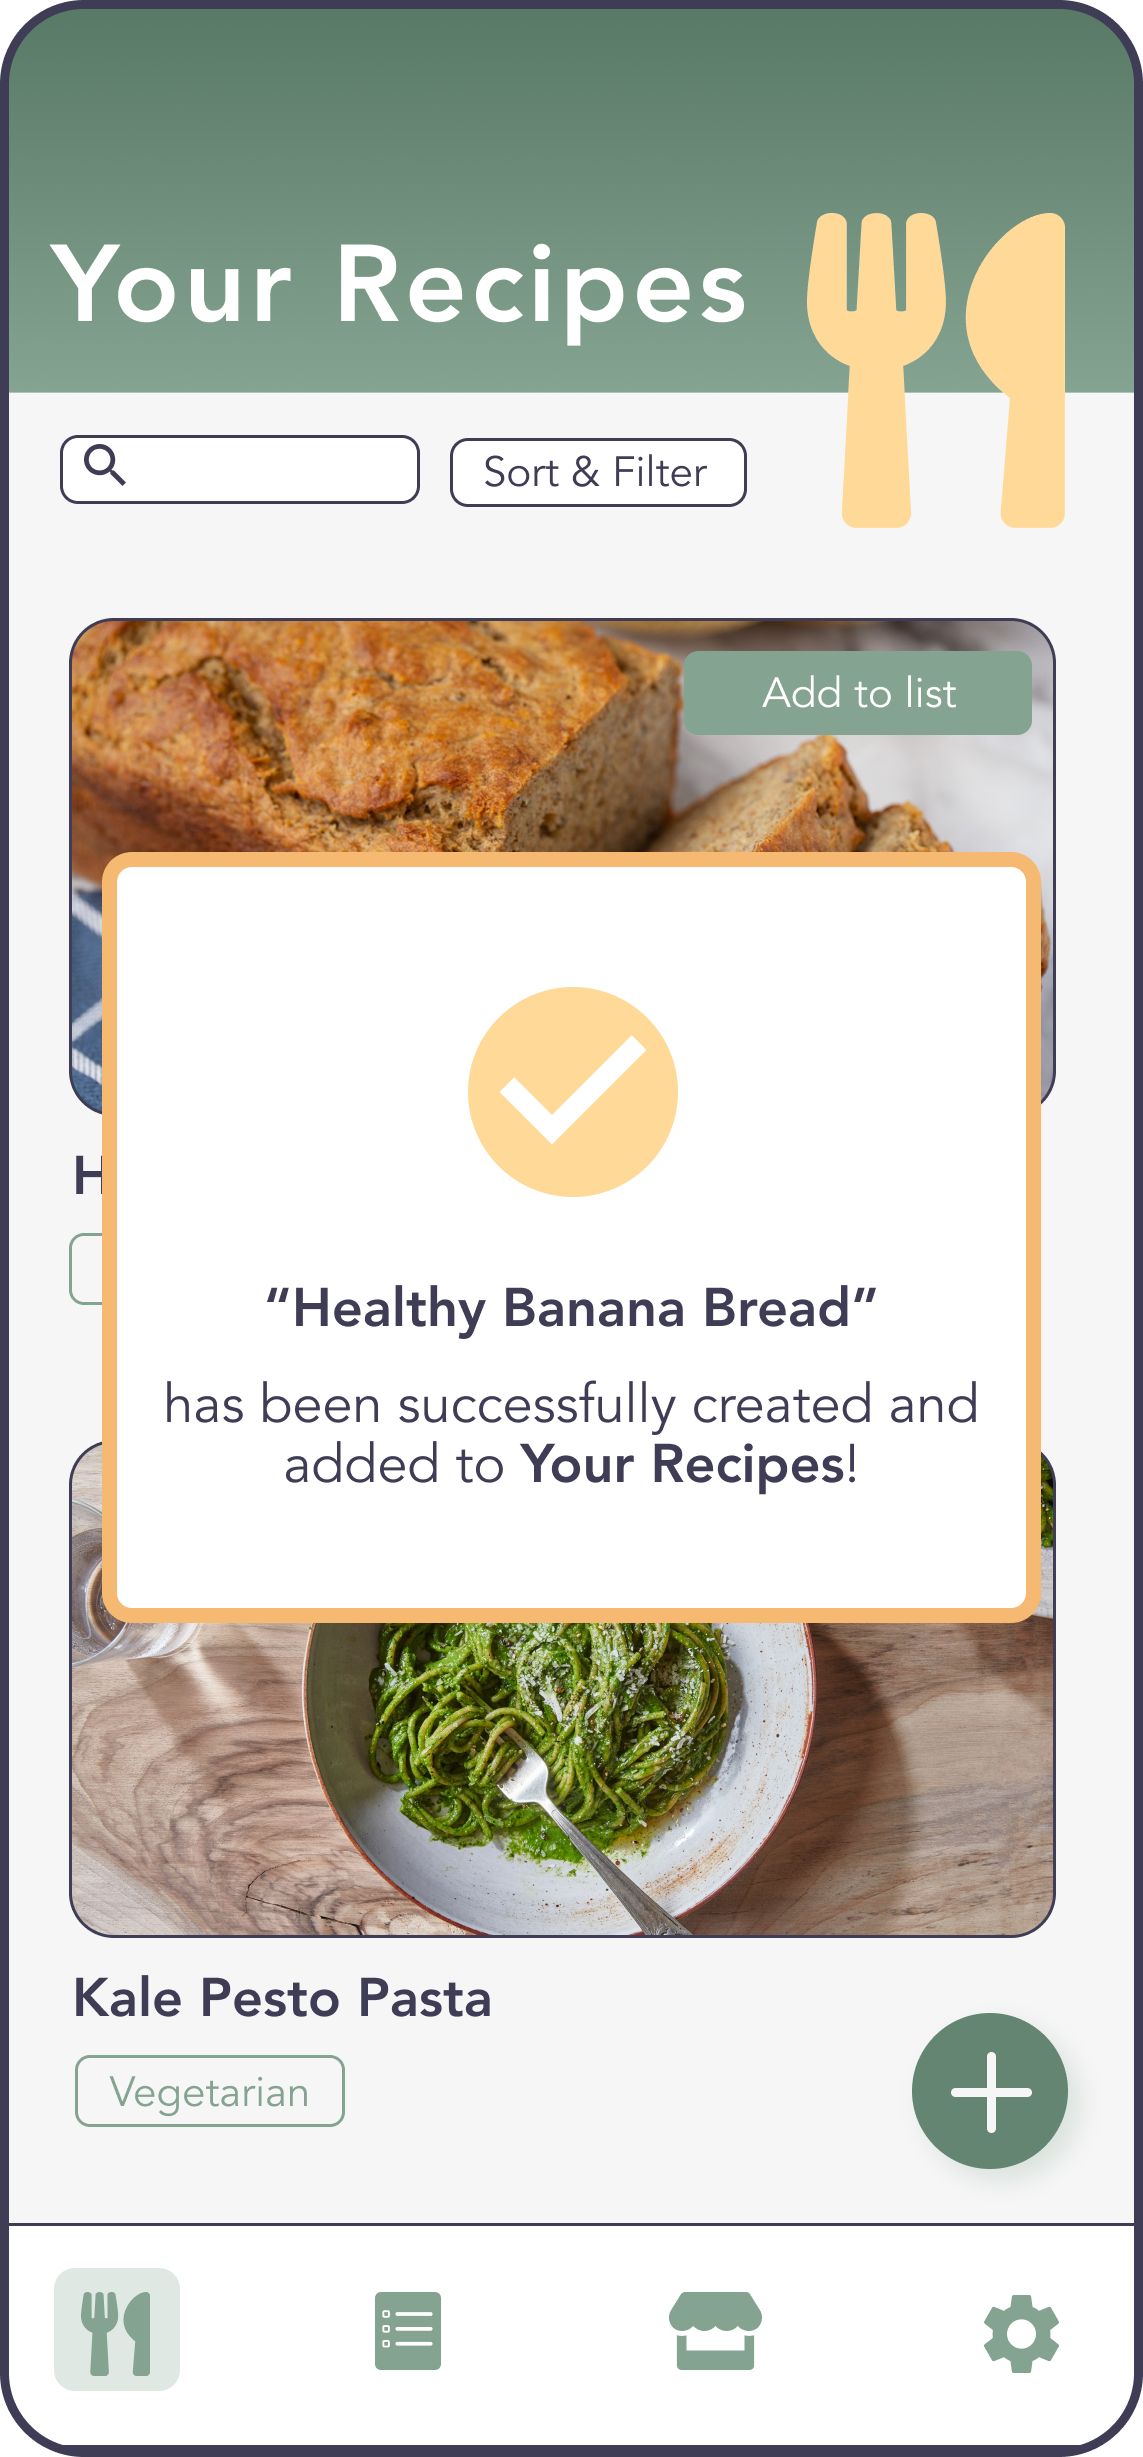 Your Recipes
Sort & Filter
Add to list
H
“Healthy Banana Bread”
has been successfully created and
added to Your Recipes!
Kale Pesto Pasta
Vegetarian